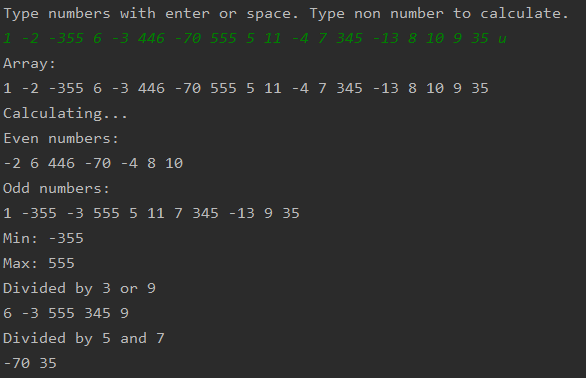 Type numbers with enter or space. Type non number to calculate.
1 -2 -355 6 -3 446 -70 555 5 11 -4 7 345 -13 8 10 9 35 u
Array:
1 -2 -355 6 -3 446 -70 555 5 11 -4 7 345 -13 8 10 9 35
Calculating...
Even numbers:
-2 6 446 -70 -4 8 10
Odd numbers:
1 -355 -3 555 5 11 7 345 -13 9 35
Min: -355
Max: 555
Divided by 3 or 9
6 -3 555 345 9
Divided by 5 and 7
-70 35